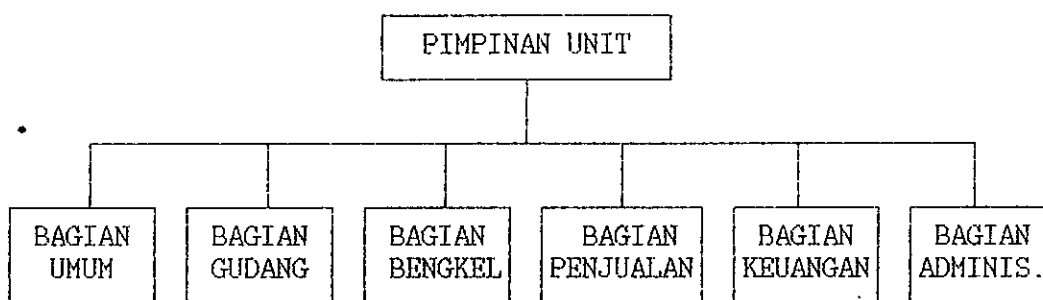 PIMPINAN UNIT
BAGIAN
UMUM
BAGIAN
GUDANG
BAGIAN
BENGKEL
BAGIAN
PENJUALAN
BAGIAN
KEUANGAN
BAGIAN
ADMINIS.